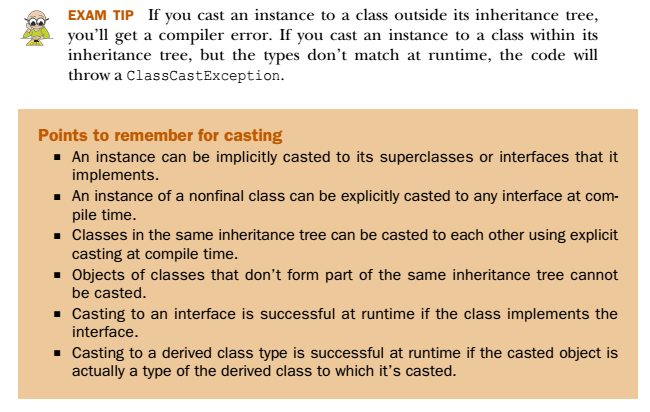 EXAM TIP If you cast an instance to a class outside its inheritance tree,
you'll get a compiler error. If you cast an instance to a class within its
inheritance tree, but the types don't match at runtime, the code will
throw a ClassCastException.
Points to remember for casting
■ An instance can be implicitly casted to its superclasses or interfaces that it
implements.
■ An instance of a nonfinal class can be explicitly casted to any interface at com-
pile time.
■ Classes in the same inheritance tree can be casted to each other using explicit
casting at compile time.
■ Objects of classes that don't form part of the same inheritance tree cannot
be casted.
■ Casting to an interface is successful at runtime if the class implements the
interface.
■ Casting to a derived class type is successful at runtime if the casted object is
actually a type of the derived class to which it's casted.